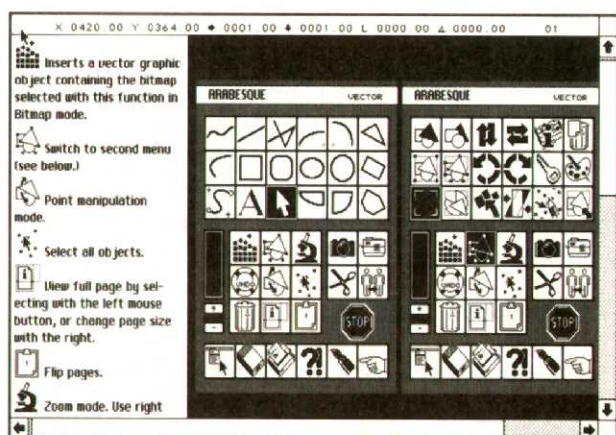 X 0420.00 Y 0364.00 0001.00 0001.00 L 0000.00 ∡ 0000.00 01
Inserts a vector graphic
object containing the bitmap
selected with this function in
Bitmap mode.
Switch to second menu
(see below.)
Point manipulation
mode.
Select all objects.
View full page by sel-
ecting with the left mouse
button, or change page size
with the right.
Flip pages.
Zoom mode. Use right
ARABESQUE VECTOR
A
UNDO
STOP
?!
ARABESQUE VECTOR
UNDO
STOP
?!